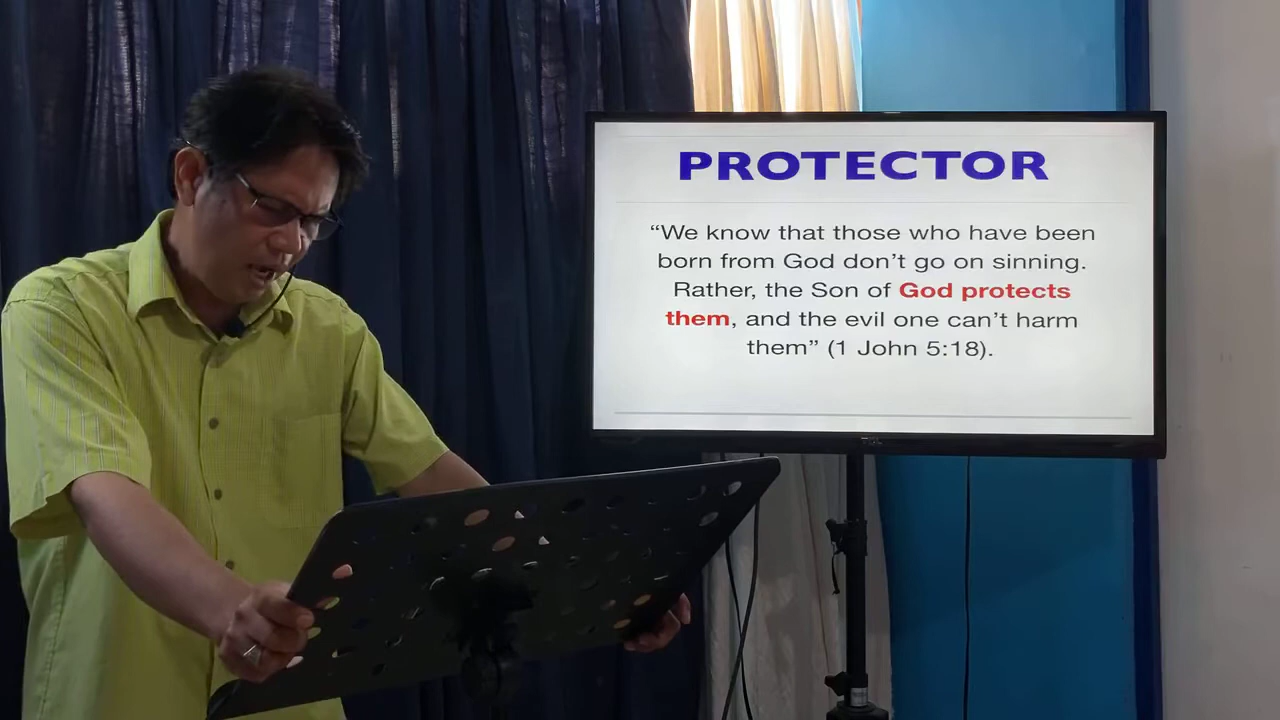 PROTECTOR
“We know that those who have been
born from God don’t go on sinning.
Rather, the Son of God protects
them, and the evil one can’t harm
them” (1 John 5:18).
TCL